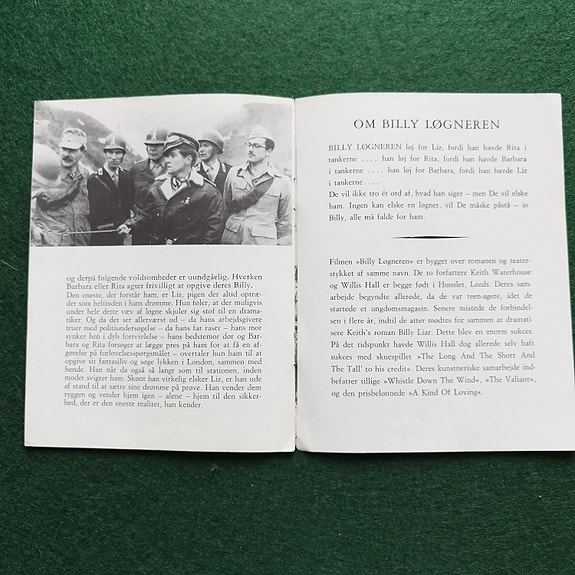 og derpå følgende voldsomheder er uundgåelig. Hverken
Barbara eller Rita agter frivilligt at opgive deres Billy.
Den eneste, der forstår ham, er Liz, pigen der altid optræ-
der som heltinden i hans drømme. Hun føler, at der muligvis
under hele dette væv af løgne skjuler sig stof til en drama-
tiker. Og da det ser allerværst ud – da hans arbejdsgivere
truer med politiundersøgelse – da hans far raser – hans mor
synker hen i dyb fortvivlelse – hans bedstemor dør og Bar-
bara og Rita forsøger at lægge pres på ham for at få en af-
gørelse på forlovelsesspørgsmålet – overtaler hun ham til at
opgive sit fantasiliv og søge lykken i London, sammen med
hende. Han når da også så langt som til stationen, inden
modet svigter ham. Skønt han virkelig elsker Liz, er han ude
af stand til at sætte sine drømme på prøve. Han vender dem
ryggen og vender hjem igen – alene – hjem til den sikker-
hed, der er den eneste realitet, han kender.
OM BILLY LØGNEREN
BILLY LØGNEREN løj for Liz, fordi han havde Rita i
tankerne . . . . han løj for Rita, fordi han havde Barbara
i tankerne . . . . han løj for Barbara, fordi han havde Liz
i tankerne . . . .
De vil ikke tro ét ord af, hvad han siger – men De vil elske
ham. Ingen kan elske en løgner, vil De måske påstå – jo
Billy, alle må falde for ham.
Filmen »Billy Løgneren« er bygget over romanen og teater-
stykket af samme navn. De to forfattere Keith Waterhouse
og Willis Hall er begge født i Hunslet, Leeds. Deres sam-
arbejde begyndte allerede, da de var teen-agere, idet de
startede et ungdomsmagasin. Senere mistede de forbindel-
sen i flere år, indtil de atter mødtes for sammen at dramati-
sere Keith's roman Billy Liar. Dette blev en enorm sukces.
På det tidspunkt havde Willis Hall dog allerede selv haft
sukces med skuespillet »The Long And The Short And
The Tall' to his credit«. Deres kunstneriske samarbejde ind-
befatter tillige »Whistle Down The Wind«, »The Valiant«,
og den prisbelønnede »A Kind Of Loving«.